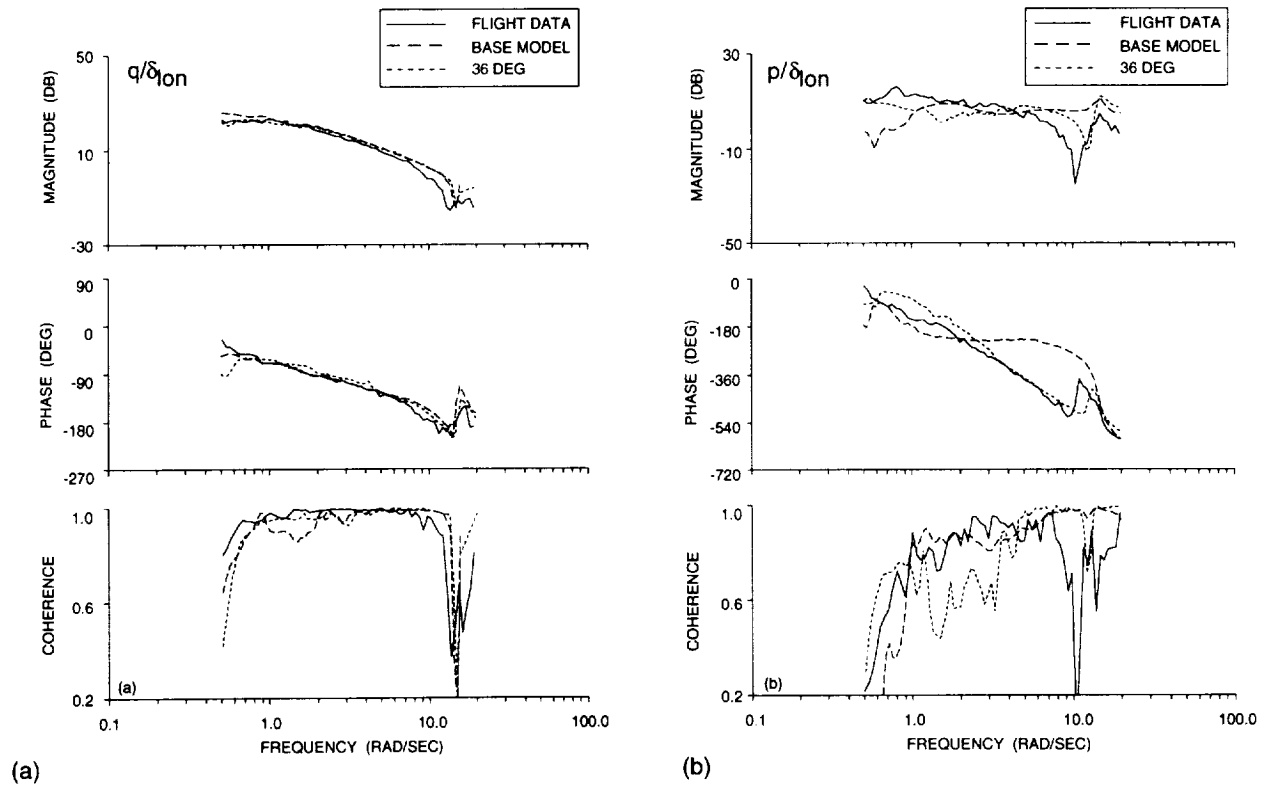 FLIGHT DATA
BASE MODEL
36 DEG
q/δlon
50
10
-30
MAGNITUDE (DB)
90
0
-90
-180
-270
PHASE (DEG)
1.0
0.6
0.2
COHERENCE
(a)
0.1 1.0 10.0 100.0
FREQUENCY (RAD/SEC)
(a)
FLIGHT DATA
BASE MODEL
36 DEG
p/δlon
30
-10
-50
MAGNITUDE (DB)
0
-180
-360
-540
-720
PHASE (DEG)
1.0
0.6
0.2
COHERENCE
(b)
0.1 1.0 10.0 100.0
FREQUENCY (RAD/SEC)
(b)